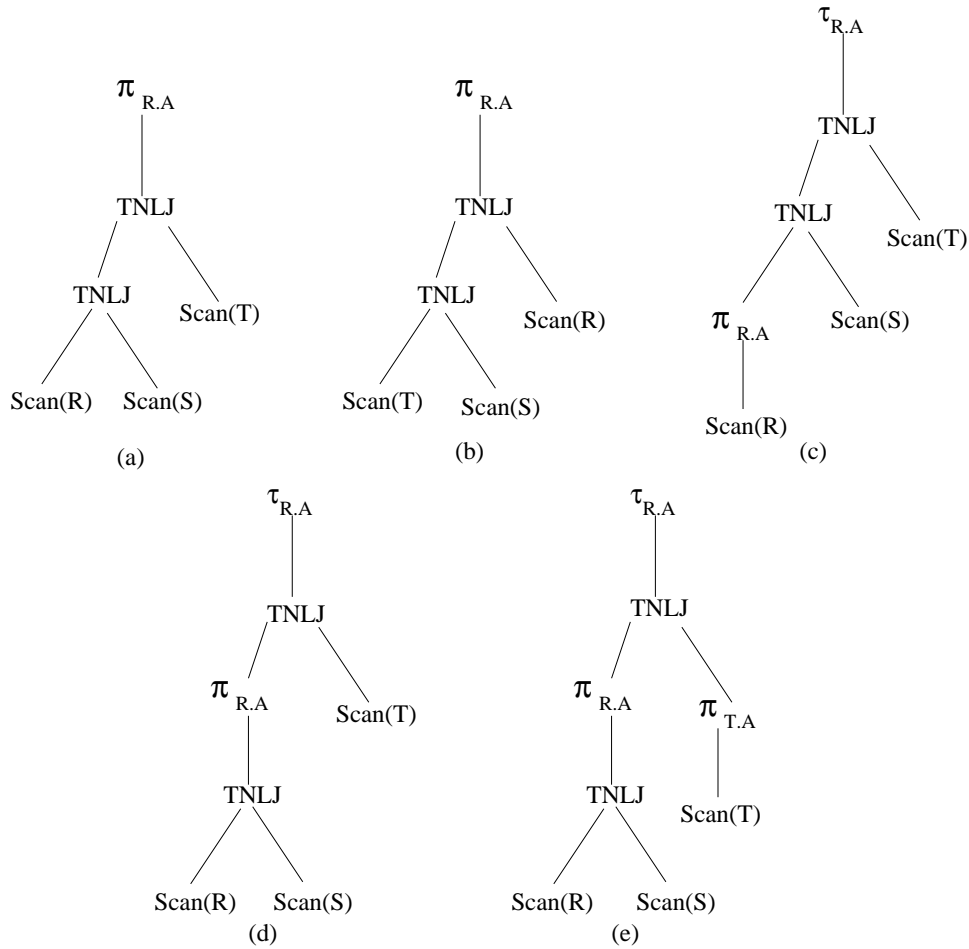 τ R.A
π R.A π R.A
TNLJ
TNLJ TNLJ TNLJ
Scan(T)
TNLJ TNLJ
Scan(T) Scan(R) π R.A Scan(S)
Scan(R) Scan(S) Scan(T) Scan(S)
Scan(R)
(a) (b) (c)
τ R.A τ R.A
TNLJ TNLJ
π R.A Scan(T) π R.A π T.A
TNLJ TNLJ Scan(T)
Scan(R) Scan(S) Scan(R) Scan(S)
(d) (e)